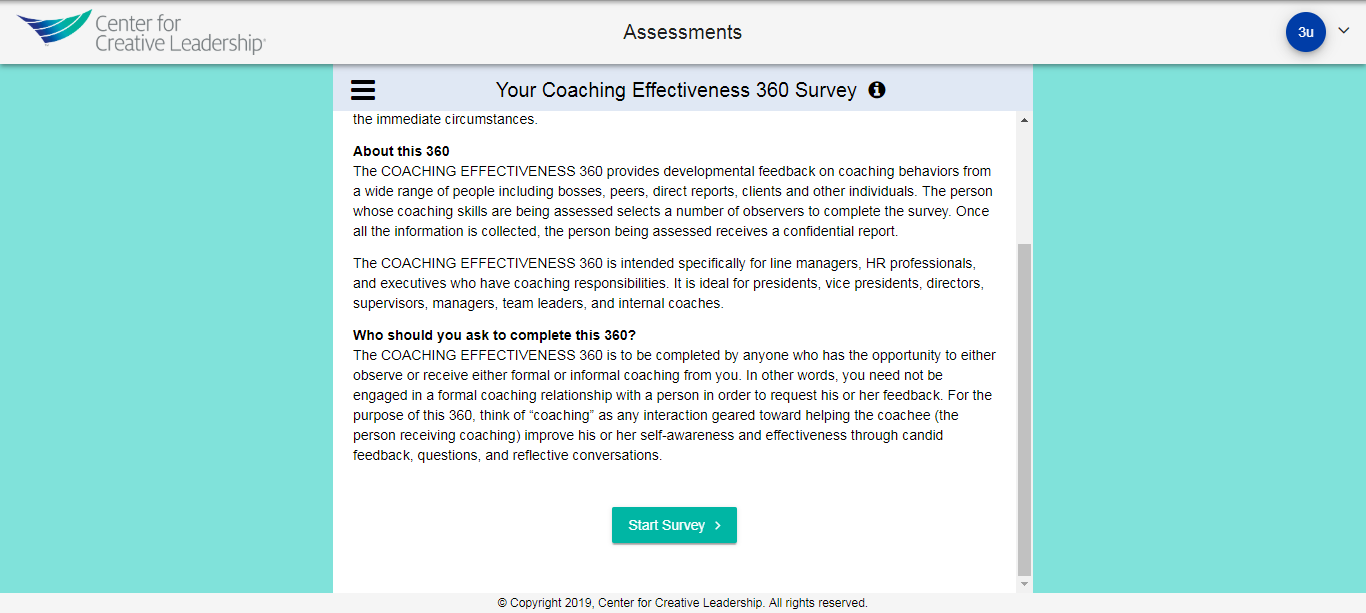 Center for
Creative Leadership®
Assessments
3u
Your Coaching Effectiveness 360 Survey
the immediate circumstances.
About this 360
The COACHING EFFECTIVENESS 360 provides developmental feedback on coaching behaviors from
a wide range of people including bosses, peers, direct reports, clients and other individuals. The person
whose coaching skills are being assessed selects a number of observers to complete the survey. Once
all the information is collected, the person being assessed receives a confidential report.
The COACHING EFFECTIVENESS 360 is intended specifically for line managers, HR professionals,
and executives who have coaching responsibilities. It is ideal for presidents, vice presidents, directors,
supervisors, managers, team leaders, and internal coaches.
Who should you ask to complete this 360?
The COACHING EFFECTIVENESS 360 is to be completed by anyone who has the opportunity to either
observe or receive either formal or informal coaching from you. In other words, you need not be
engaged in a formal coaching relationship with a person in order to request his or her feedback. For the
purpose of this 360, think of “coaching” as any interaction geared toward helping the coachee (the
person receiving coaching) improve his or her self-awareness and effectiveness through candid
feedback, questions, and reflective conversations.
Start Survey
© Copyright 2019, Center for Creative Leadership. All rights reserved.